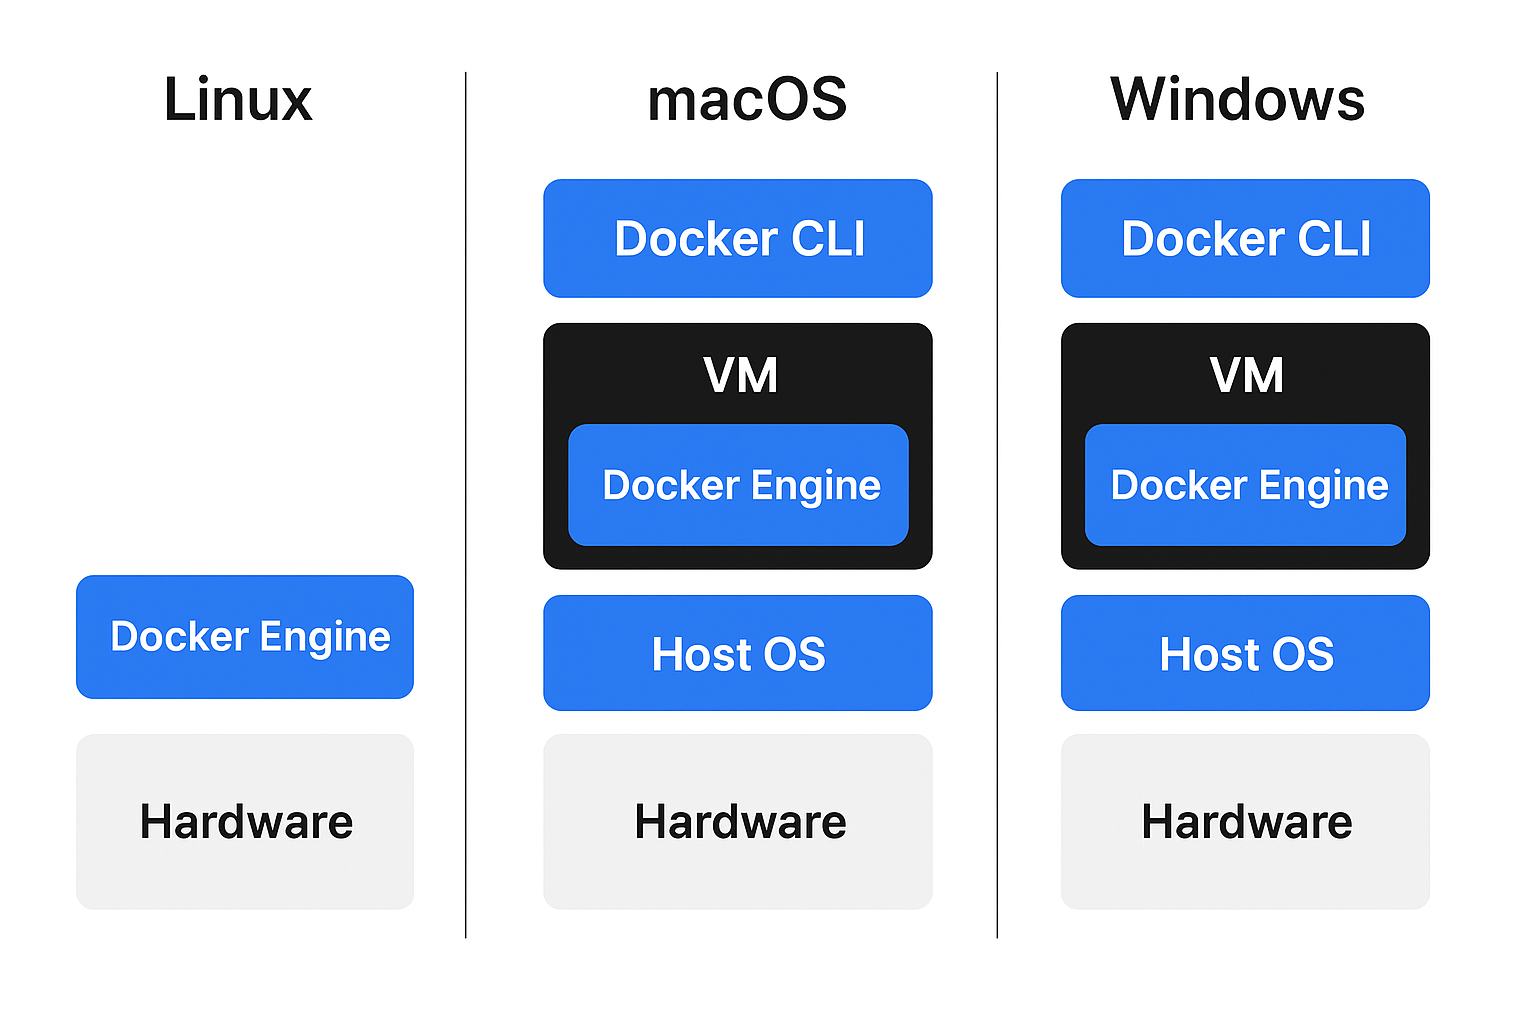 Linux
Docker Engine
Hardware
macOS
Docker CLI
VM
Docker Engine
Host OS
Hardware
Windows
Docker CLI
VM
Docker Engine
Host OS
Hardware